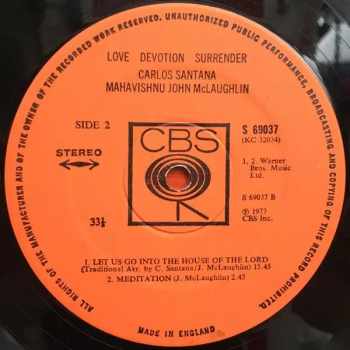 ALL RIGHTS OF THE MANUFACTURER AND OF THE OWNER OF THE RECORDED WORK RESERVED. UNAUTHORIZED PUBLIC PERFORMANCE, BROADCASTING AND COPYING OF THIS RECORD PROHIBITED.
LOVE DEVOTION SURRENDER
CARLOS SANTANA
MAHAVISHNU JOHN McLAUGHLIN
SIDE 2
CBS
S 69037
(KC 32034)
STEREO
1, 2. Warner
Bros. Music
Ltd.
S 69037 B
33⅓
℗ 1973
CBS Inc.
1. LET US GO INTO THE HOUSE OF THE LORD
(Traditional Arr. by C. Santana/J. McLaughlin) 15.45
2. MEDITATION (J. McLaughlin) 2.45
MADE IN ENGLAND